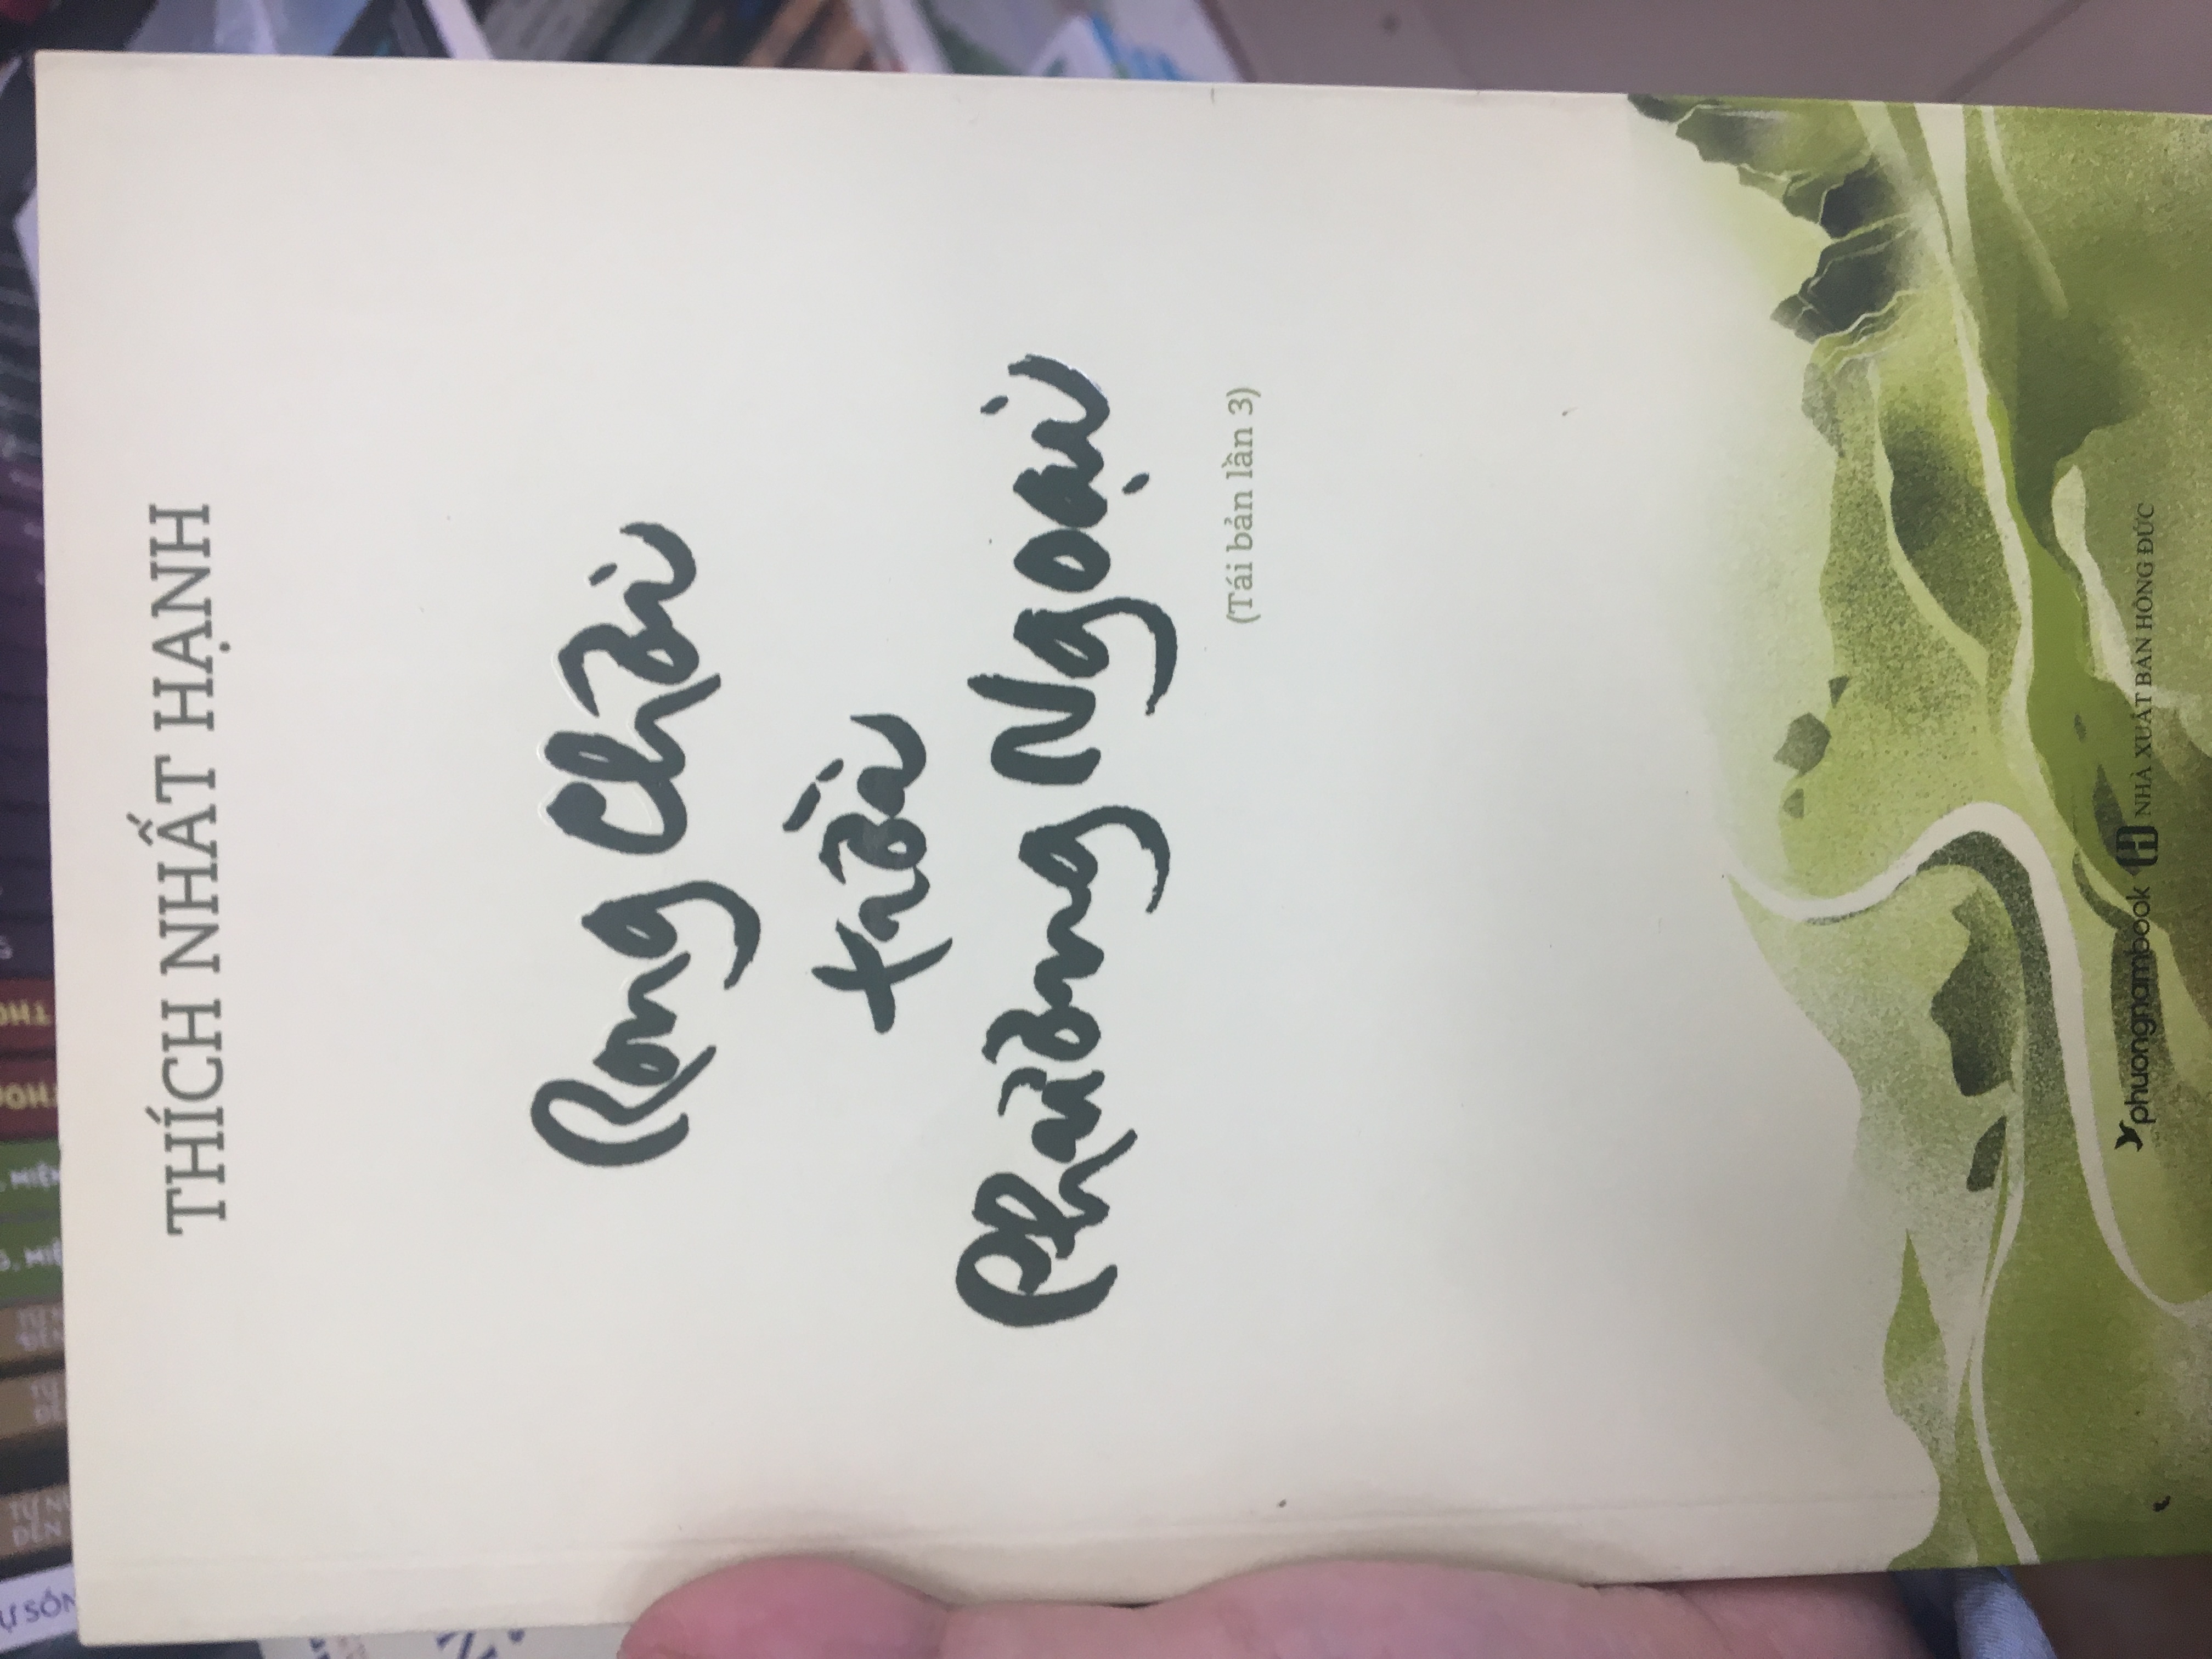 THÍCH NHẤT HẠNH
Rong Chơi
trời
Phương Ngoại
(Tái bản lần 3)
phuongnambook NHÀ XUẤT BẢN HỒNG ĐỨC